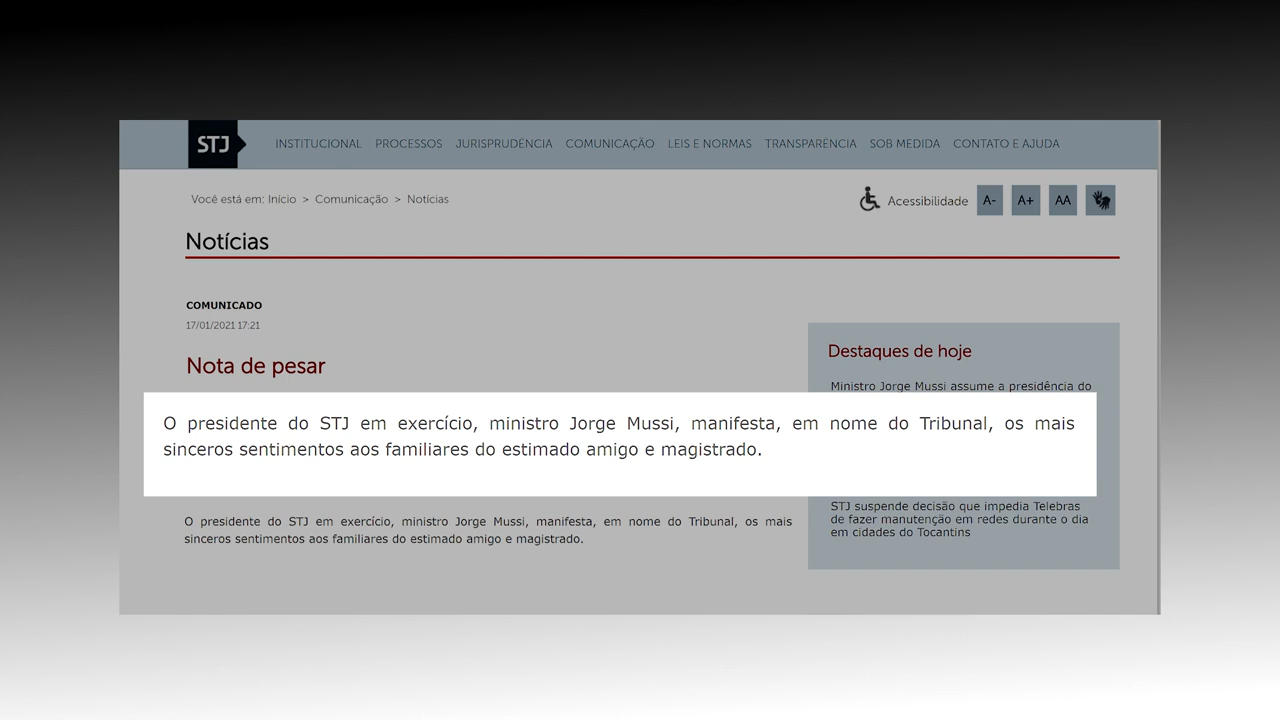 STJ
INSTITUCIONAL PROCESSOS JURISPRUDÊNCIA COMUNICAÇÃO LEIS E NORMAS TRANSPARÊNCIA SOB MEDIDA CONTATO E AJUDA
Você está em: Início > Comunicação > Notícias
Acessibilidade A- A+ AA
Notícias
COMUNICADO
17/01/2021 17:21
Nota de pesar
Destaques de hoje
Ministro Jorge Mussi assume a presidência do
O presidente do STJ em exercício, ministro Jorge Mussi, manifesta, em nome do Tribunal, os mais
sinceros sentimentos aos familiares do estimado amigo e magistrado.
O presidente do STJ em exercício, ministro Jorge Mussi, manifesta, em nome do Tribunal, os mais
sinceros sentimentos aos familiares do estimado amigo e magistrado.
STJ suspende decisão que impedia Telebras
de fazer manutenção em redes durante o dia
em cidades do Tocantins